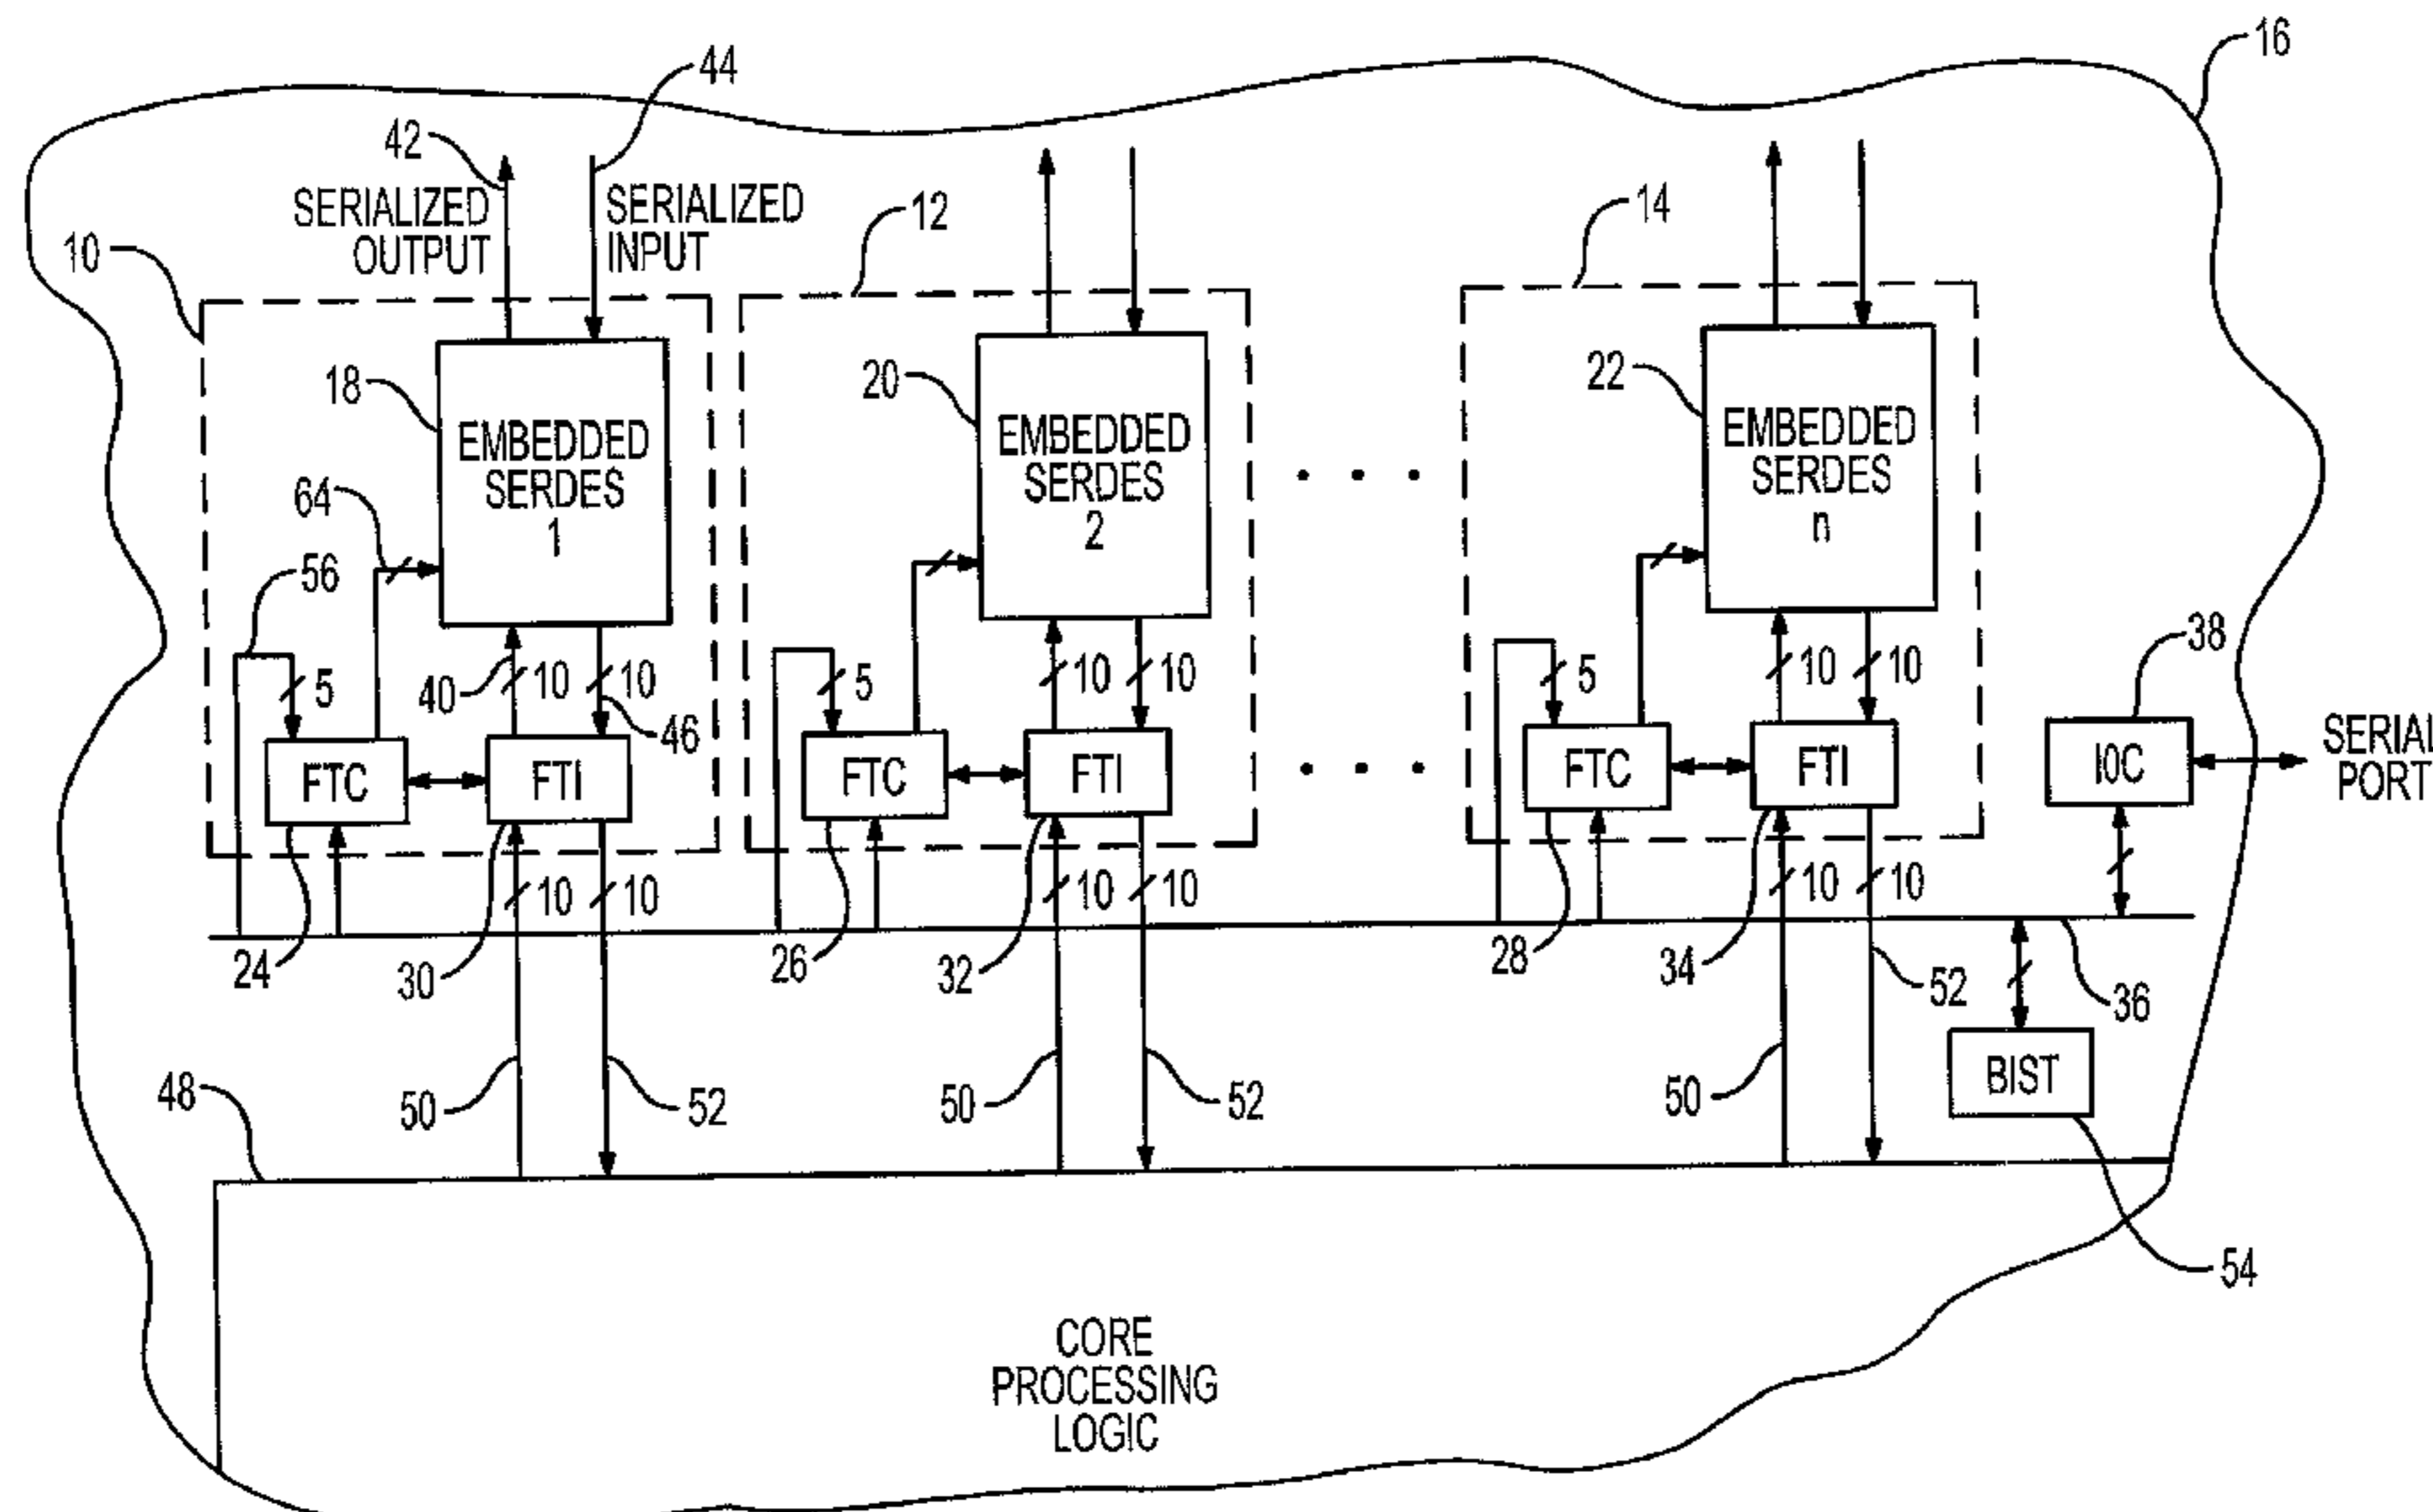 16
44
42
SERIALIZED
OUTPUT
SERIALIZED
INPUT
10
12
14
18
EMBEDDED
SERDES
1
20
EMBEDDED
SERDES
2
22
EMBEDDED
SERDES
n
64
56
5
40
10
10
46
5
10
10
5
10
10
38
FTC
FTI
FTC
FTI
FTC
FTI
IOC
SERIAL
PORT
10
10
10
10
10
10
24
30
26
32
28
34
52
36
48
50
52
50
52
50
BIST
54
CORE
PROCESSING
LOGIC